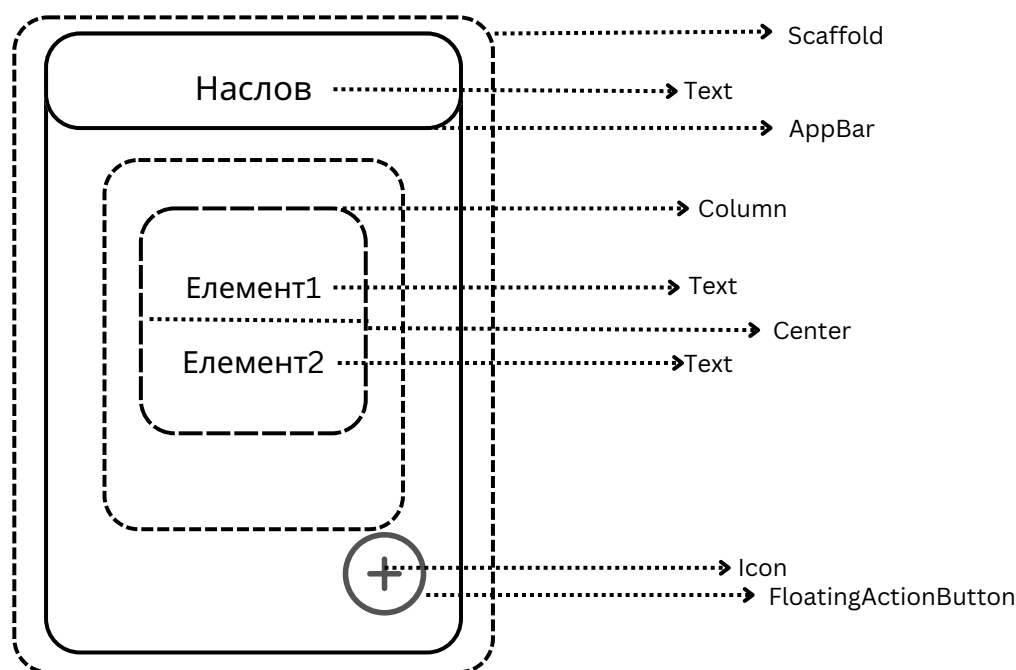 Scaffold
Наслов
Text
AppBar
Column
Елемент1
Text
Center
Елемент2
Text
Icon
FloatingActionButton